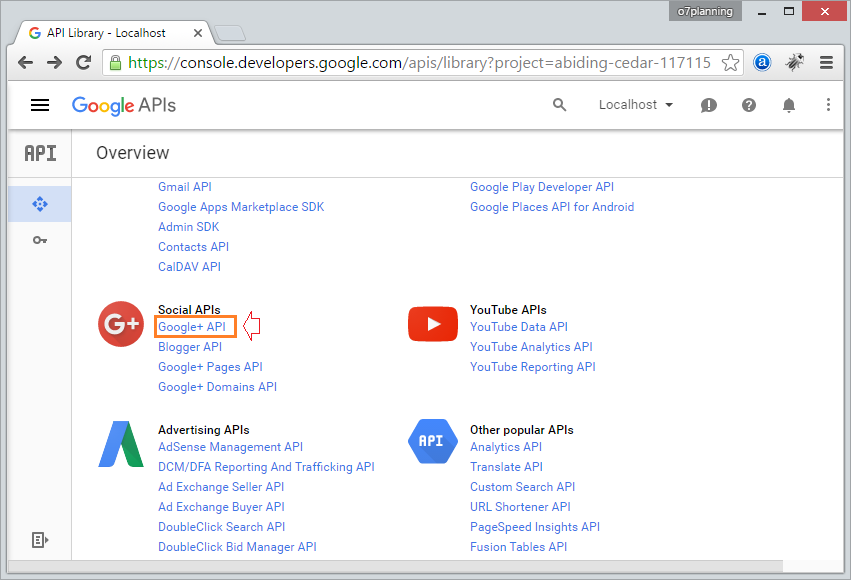 o7planning
API Library - Localhost
https://console.developers.google.com/apis/library?project=abiding-cedar-117115
Google APIs
Localhost
API
Overview
Gmail API
Google Apps Marketplace SDK
Admin SDK
Contacts API
CalDAV API
Google Play Developer API
Google Places API for Android
G+
Social APIs
Google+ API
Blogger API
Google+ Pages API
Google+ Domains API
YouTube APIs
YouTube Data API
YouTube Analytics API
YouTube Reporting API
Advertising APIs
AdSense Management API
DCM/DFA Reporting And Trafficking API
Ad Exchange Seller API
Ad Exchange Buyer API
DoubleClick Search API
DoubleClick Bid Manager API
API
Other popular APIs
Analytics API
Translate API
Custom Search API
URL Shortener API
PageSpeed Insights API
Fusion Tables API